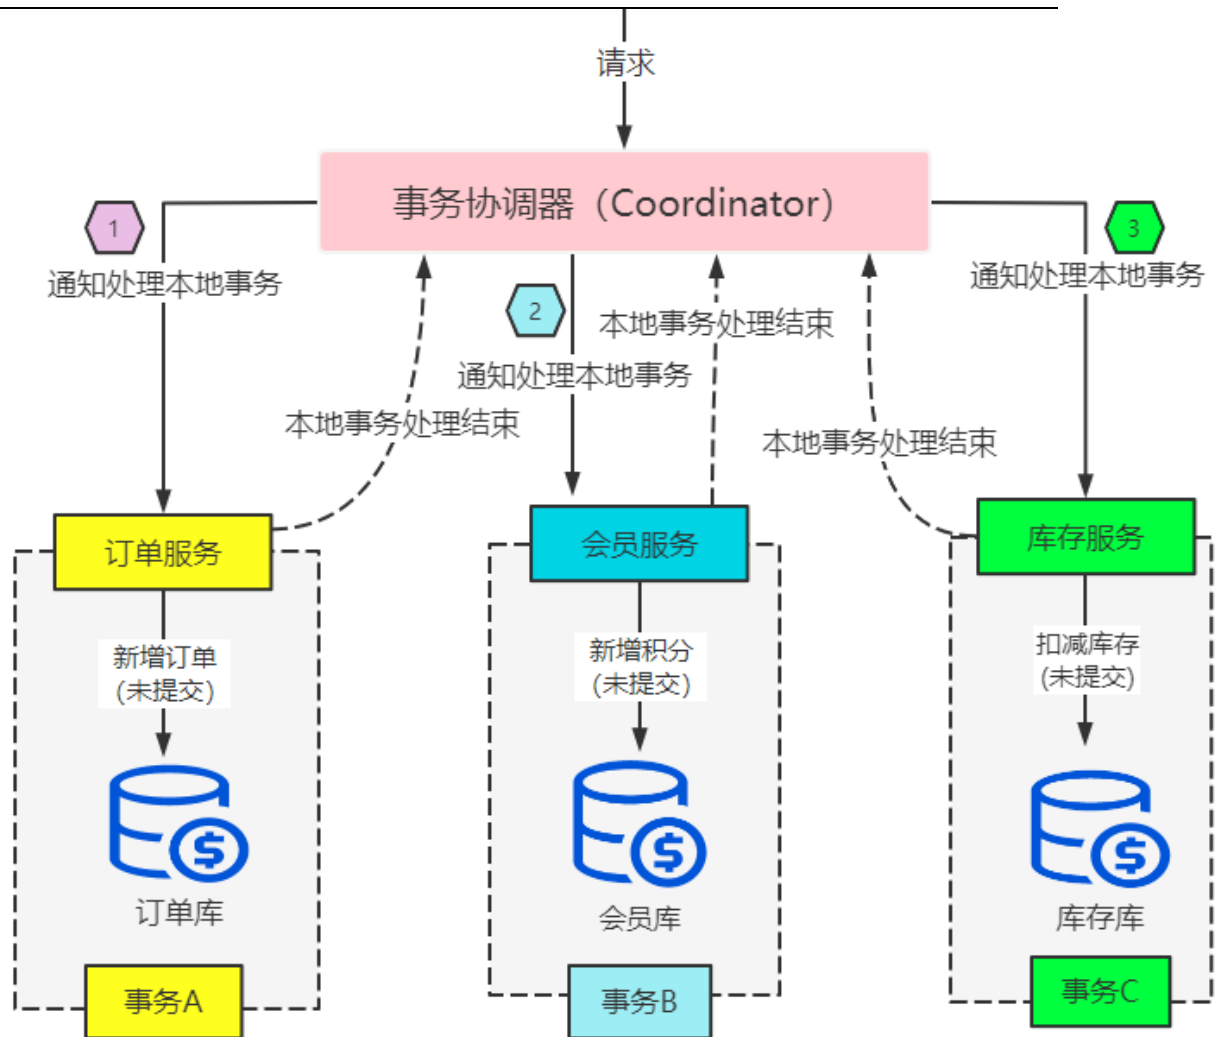 请求
事务协调器（Coordinator）
1
通知处理本地事务
3
通知处理本地事务
2
本地事务处理结束
通知处理本地事务
本地事务处理结束
本地事务处理结束
订单服务
会员服务
库存服务
新增订单
(未提交)
新增积分
(未提交)
扣减库存
(未提交)
订单库
会员库
库存库
事务A
事务B
事务C